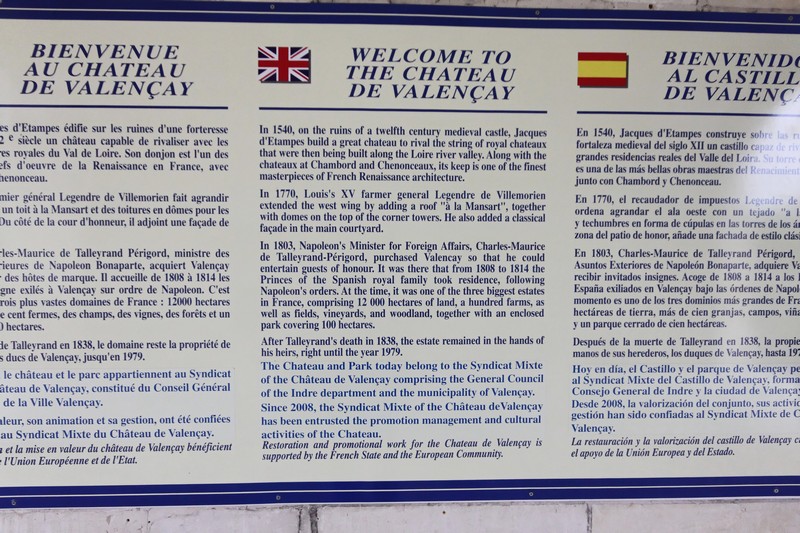 BIENVENUE
AU CHATEAU
DE VALENÇAY
es d'Etampes édifie sur les ruines d'une forteresse
2 e siècle un château capable de rivaliser avec les
res royales du Val de Loire. Son donjon est l'un des
efs d'oeuvre de la Renaissance en France, avec
henonceau.
mier général Legendre de Villemorien fait agrandir
un toit à la Mansart et des toitures en dômes pour les
Du côté de la cour d'honneur, il adjoint une façade de
rles-Maurice de Talleyrand Périgord, ministre des
rieures de Napoleon Bonaparte, acquiert Valençay
r des hôtes de marque. Il accueille de 1808 à 1814 les
gne exilés à Valençay sur ordre de Napoleon. C'est
rois plus vastes domaines de France : 12000 hectares
e cent fermes, des champs, des vignes, des forêts et un
0 hectares.
de Talleyrand en 1838, le domaine reste la propriété de
s ducs de Valençay, jusqu'en 1979.
le château et le parc appartiennent au Syndicat
âteau de Valençay, constitué du Conseil Général
de la Ville de Valençay.
aleur, son animation et sa gestion, ont été confiées
au Syndicat Mixte du Château de Valençay.
n et la mise en valeur du château de Valençay bénéficient
e l'Union Européenne et de l'Etat.
WELCOME TO
THE CHATEAU
DE VALENÇAY
In 1540, on the ruins of a twelfth century medieval castle, Jacques
d'Etampes build a great chateau to rival the string of royal chateaux
that were then being built along the Loire river valley. Along with the
chateaux at Chambord and Chenonceaux, its keep is one of the finest
masterpieces of French Renaissance architecture.
In 1770, Louis's XV farmer general Legendre de Villemorien
extended the west wing by adding a roof "à la Mansart", together
with domes on the top of the corner towers. He also added a classical
façade in the main courtyard.
In 1803, Napoleon's Minister for Foreign Affairs, Charles-Maurice
de Talleyrand-Périgord, purchased Valencay so that he could
entertain guests of honour. It was there that from 1808 to 1814 the
Princes of the Spanish royal family took residence, following
Napoleon's orders. At the time, it was one of the three biggest estates
in France, comprising 12 000 hectares of land, a hundred farms, as
well as fields, vineyards, and woodland, together with an enclosed
park covering 100 hectares.
After Talleyrand's death in 1838, the estate remained in the hands of
his heirs, right until the year 1979.
The Chateau and Park today belong to the Syndicat Mixte
of the Château de Valençay comprising the General Council
of the Indre department and the municipality of Valençay.
Since 2008, the Syndicat Mixte of the Château deValençay
has been entrusted the promotion management and cultural
activities of the Chateau.
Restoration and promotional work for the Chateau de Valençay is
supported by the French State and the European Community.
BIENVENIDO
AL CASTILL
DE VALENÇA
En 1540, Jacques d'Etampes construye sobre las ru
fortaleza medieval del siglo XII un castillo capaz de riv
grandes residencias reales del Valle del Loira. Su torre
es una de las más bellas obras maestras del Renacimient
junto con Chambord y Chenonceau.
En 1770, el recaudador de impuestos Legendre de
ordena agrandar el ala oeste con un tejado "a l
y techumbres en forma de cúpulas en las torres de los án
zona del patio de honor, añade una fachada de estilo clási
En 1803, Charles-Maurice de Talleyrand Périgord,
Asuntos Exteriores de Napoleón Bonaparte, adquiere Va
recibir invitados insignes. Acoge de 1808 a 1814 a los I
España exiliados en Valençay bajo las órdenes de Napole
momento es uno de los tres dominios más grandes de Fra
hectáreas de tierra, más de cien granjas, campos, viña
y un parque cerrado de cien hectáreas.
Después de la muerte de Talleyrand en 1838, la propie
manos de sus herederos, los duques de Valençay, hasta 197
Hoy en día, el Castillo y el parque de Valençay pe
al Syndicat Mixte del Castillo de Valençay, forma
Consejo General de Indre y la ciudad de Valençay
Desde 2008, la valorización del conjunto, sus activid
gestión han sido confiadas al Syndicat Mixte de C
Valençay.
La restauración y la valorización del castillo de Valençay c
el apoyo de la Unión Europea y del Estado.